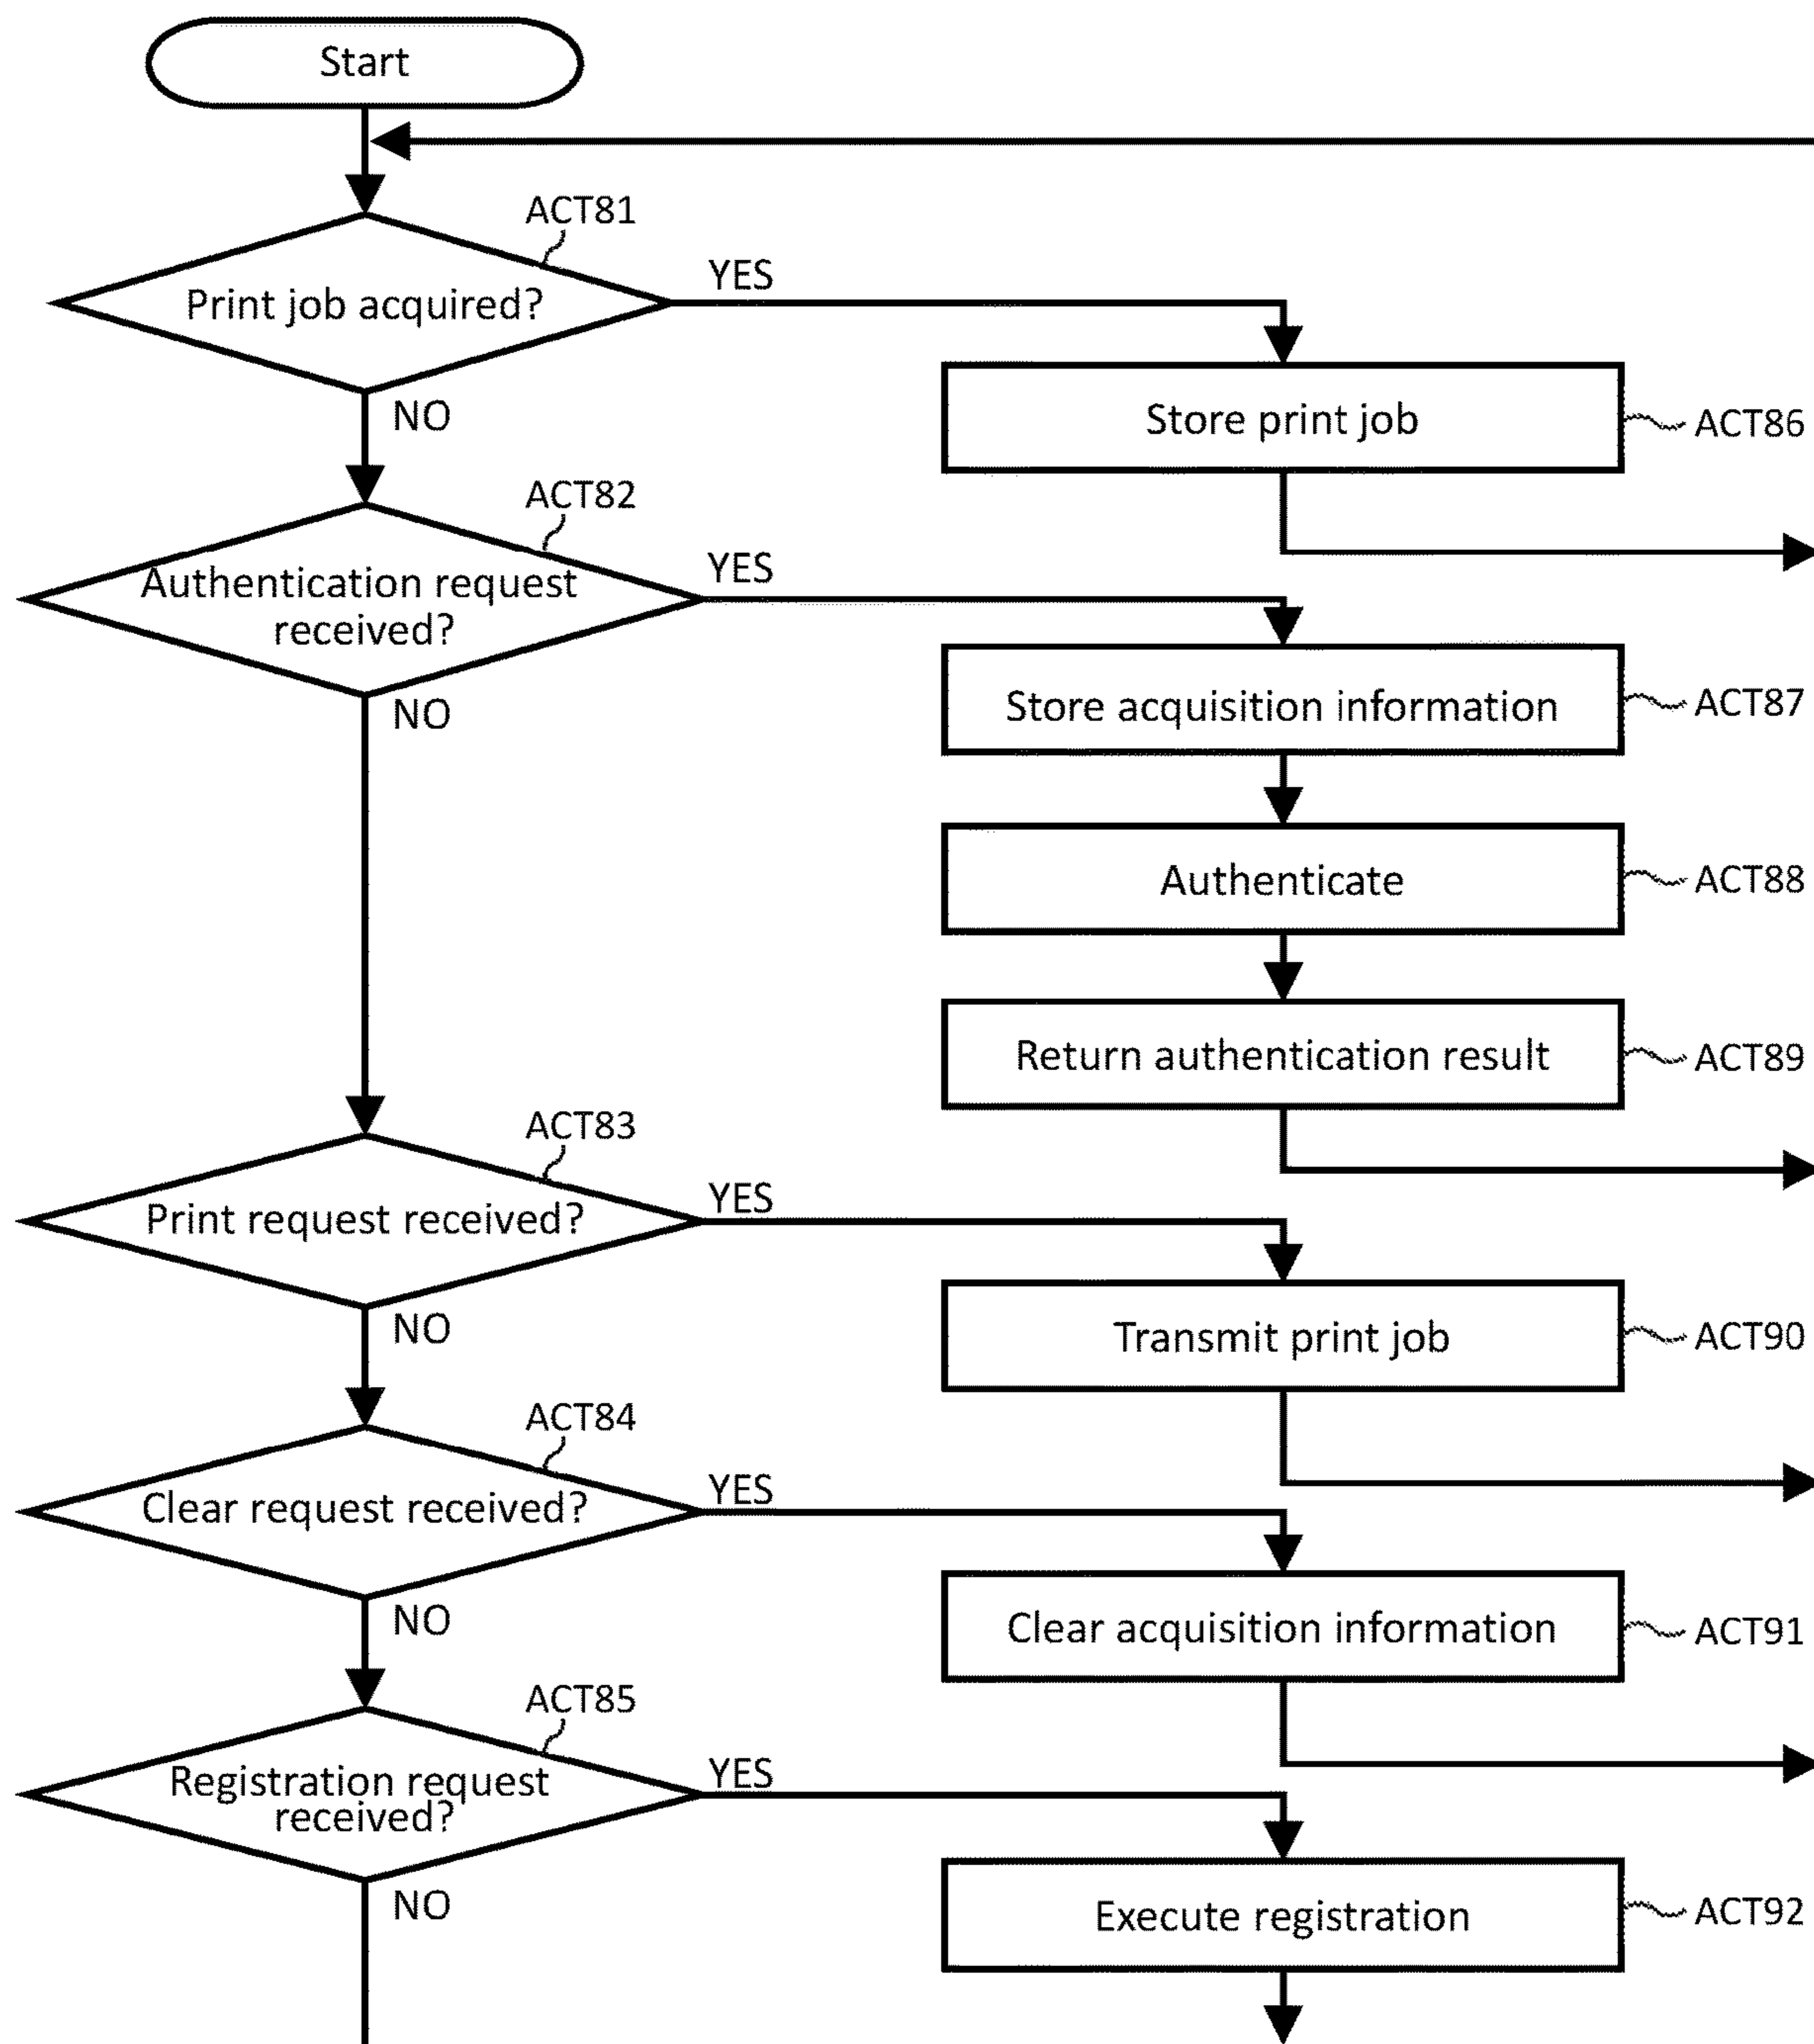 Start
ACT81
Print job acquired?
YES
NO
Store print job
ACT86
ACT82
Authentication request
received?
YES
NO
Store acquisition information
ACT87
Authenticate
ACT88
Return authentication result
ACT89
ACT83
Print request received?
YES
NO
Transmit print job
ACT90
ACT84
Clear request received?
YES
NO
Clear acquisition information
ACT91
ACT85
Registration request
received?
YES
NO
Execute registration
ACT92